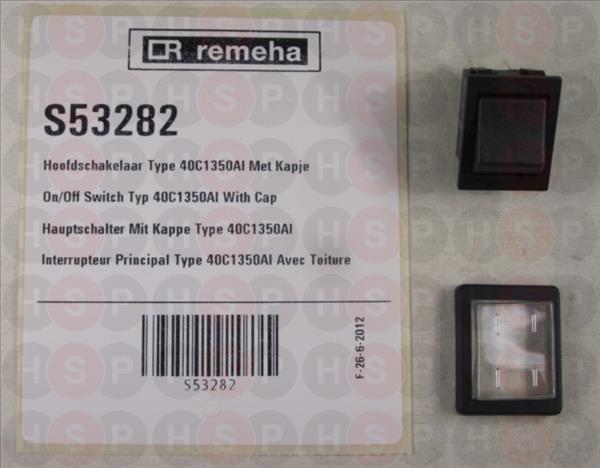 remeha
S53282
Hoofdschakelaar Type 40C1350AI Met Kapje
On/Off Switch Typ 40C1350AI With Cap
Hauptschalter Mit Kappe Type 40C1350AI
Interrupteur Principal Type 40C1350AI Avec Toiture
S53282
F-26-6-2012